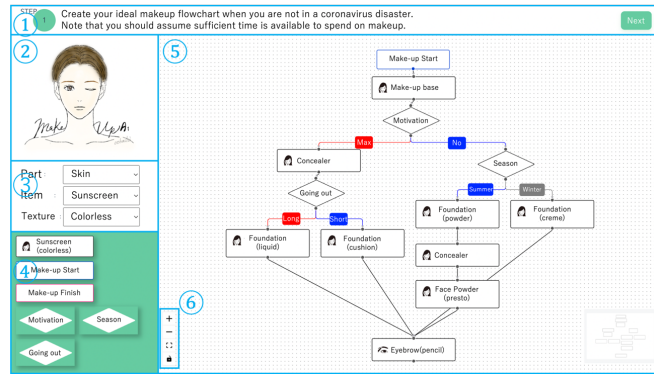 STEP
1
Create your ideal makeup flowchart when you are not in a coronavirus disaster.
Note that you should assume sufficient time is available to spend on makeup.
Next
①
②
Make Up At:
③
Part :
Skin
Item :
Sunscreen
Texture :
Colorless
④
Sunscreen
(colorless)
Make-up Start
Make-up Finish
Motivation
Season
Going out
⑤
Make-up Start
Make-up base
Motivation
Max
No
Concealer
Season
Going out
Summer
Winter
Long
Short
Foundation
(powder)
Foundation
(creme)
Foundation
(liquid)
Foundation
(cushion)
Concealer
Face Powder
(presto)
Eyebrow(pencil)
⑥
+
−